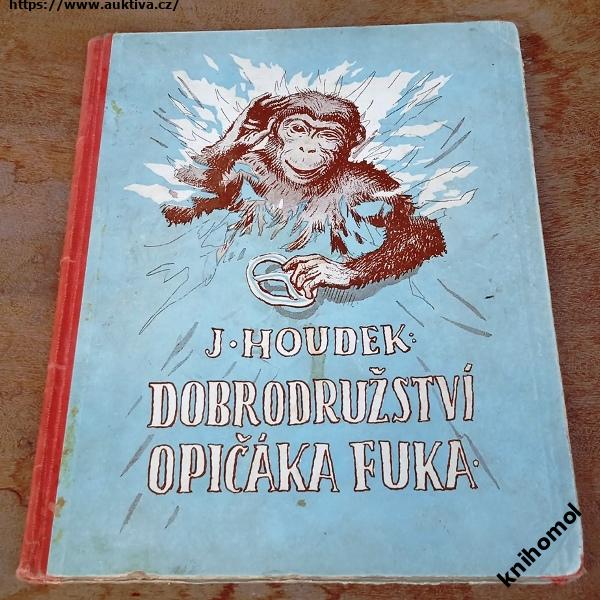 https://www.auktiva.cz/
J. HOUDEK:
DOBRODRUŽSTVÍ
OPIČÁKA FUKA.
knihomol